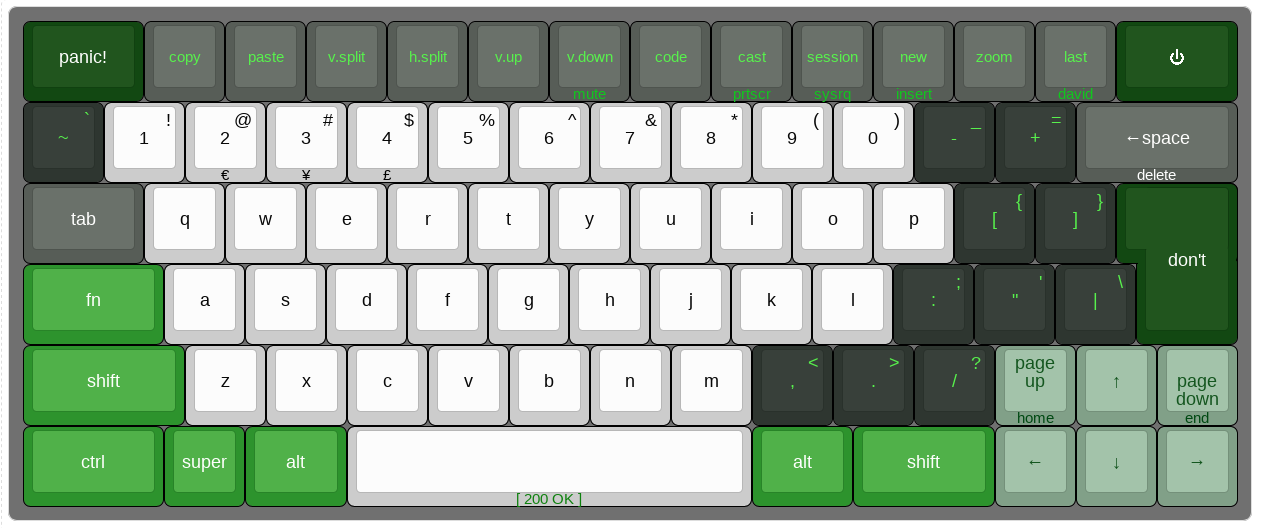 panic! copy paste v.split h.split v.up v.down code cast session new zoom last ⏻
mute prtscr sysrq insert david
` ! @ # $ % ^ & * ( ) _ =
~ 1 2 3 4 5 6 7 8 9 0 - + ←space
€ ¥ £ delete
{ }
tab q w e r t y u i o p [ ]
don't
; ' \
fn a s d f g h j k l : " |
< > ? page
shift z x c v b n m , . / up ↑ page
down
home end
ctrl super alt alt shift ← ↓ →
[ 200 OK ]